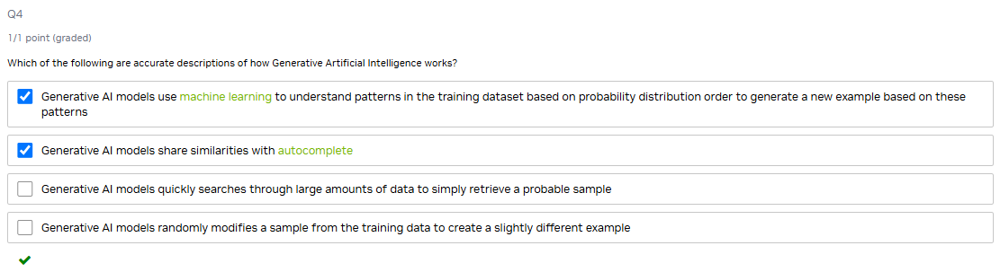 Q4
1/1 point (graded)
Which of the following are accurate descriptions of how Generative Artificial Intelligence works?
Generative AI models use machine learning to understand patterns in the training dataset based on probability distribution order to generate a new example based on these
patterns
Generative AI models share similarities with autocomplete
Generative AI models quickly searches through large amounts of data to simply retrieve a probable sample
Generative AI models randomly modifies a sample from the training data to create a slightly different example